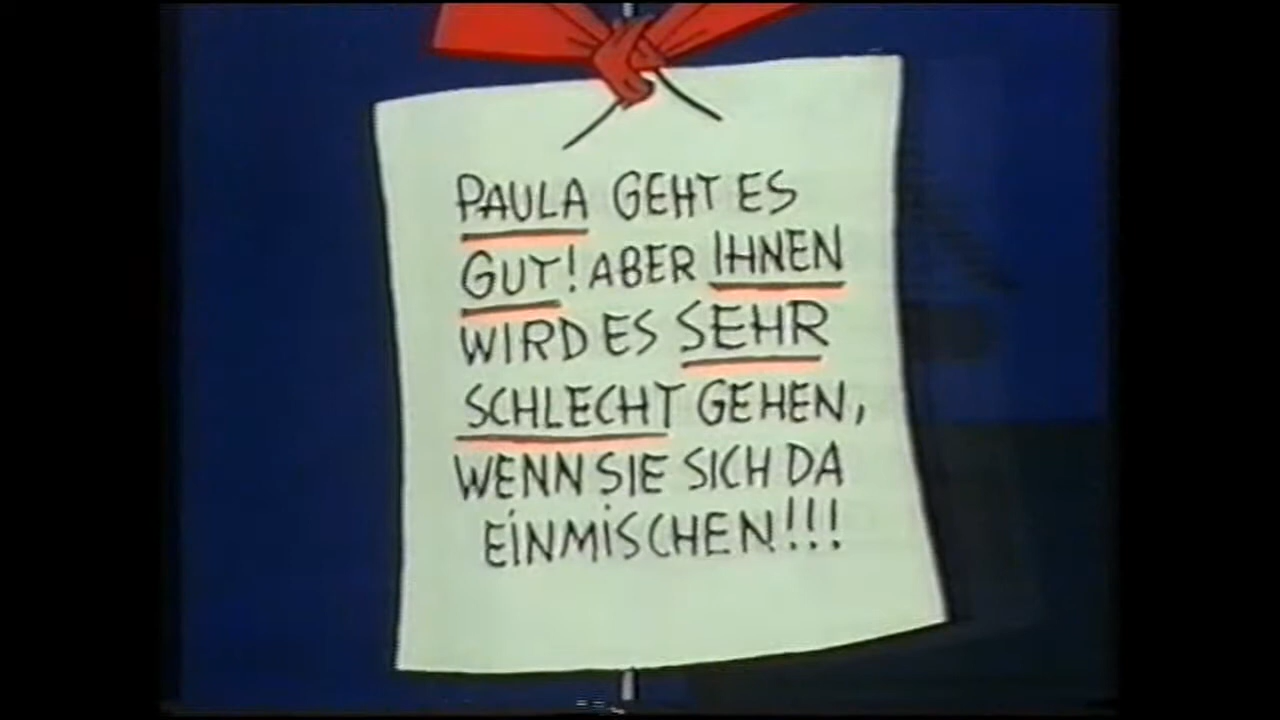 PAULA GEHT ES
GUT! ABER IHNEN
WIRD ES SEHR
SCHLECHT GEHEN,
WENN SIE SICH DA
EINMISCHEN!!!